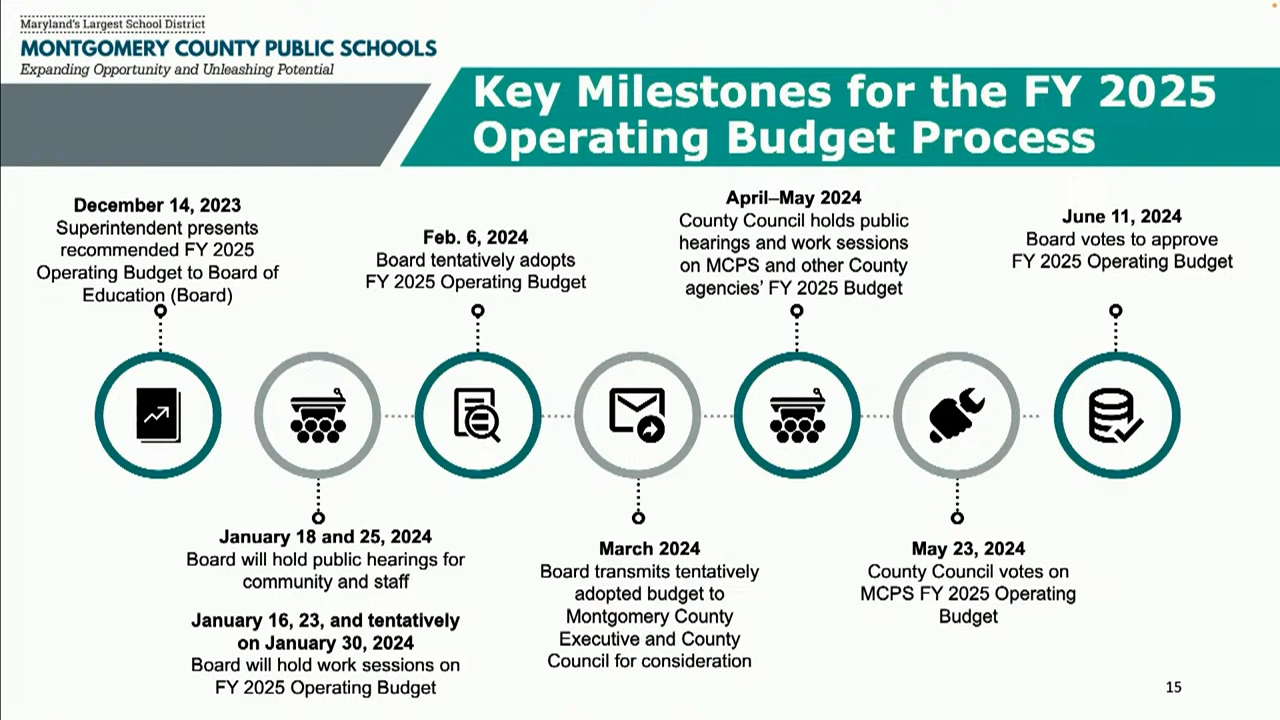 Maryland's Largest School District
MONTGOMERY COUNTY PUBLIC SCHOOLS
Expanding Opportunity and Unleashing Potential
Key Milestones for the FY 2025
Operating Budget Process
December 14, 2023
Superintendent presents
recommended FY 2025
Operating Budget to Board of
Education (Board)
January 18 and 25, 2024
Board will hold public hearings for
community and staff
January 16, 23, and tentatively
on January 30, 2024
Board will hold work sessions on
FY 2025 Operating Budget
Feb. 6, 2024
Board tentatively adopts
FY 2025 Operating Budget
March 2024
Board transmits tentatively
adopted budget to
Montgomery County
Executive and County
Council for consideration
April–May 2024
County Council holds public
hearings and work sessions
on MCPS and other County
agencies' FY 2025 Budget
May 23, 2024
County Council votes on
MCPS FY 2025 Operating
Budget
June 11, 2024
Board votes to approve
FY 2025 Operating Budget
15